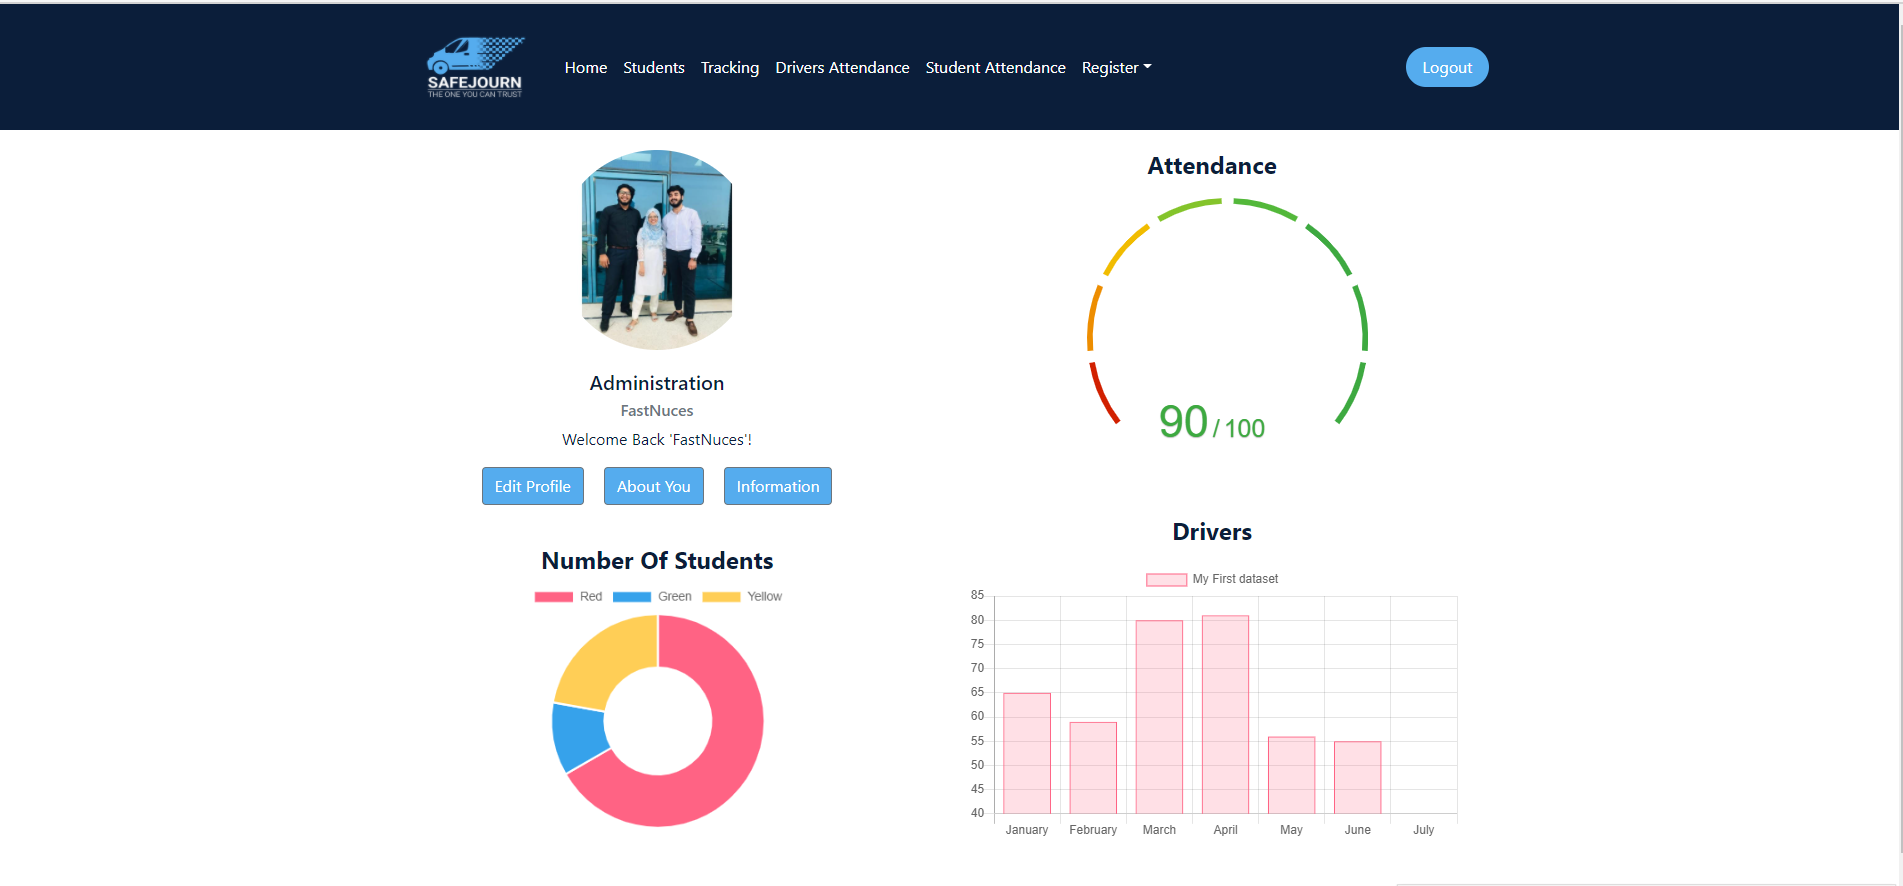 SAFEJOURN
THE ONE YOU CAN TRUST
Home Students Tracking Drivers Attendance Student Attendance Register
Logout
Administration
FastNuces
Welcome Back 'FastNuces'!
Edit Profile About You Information
Attendance
90 / 100
Number Of Students
Red Green Yellow
Drivers
My First dataset
85
80
75
70
65
60
55
50
45
40
January February March April May June July